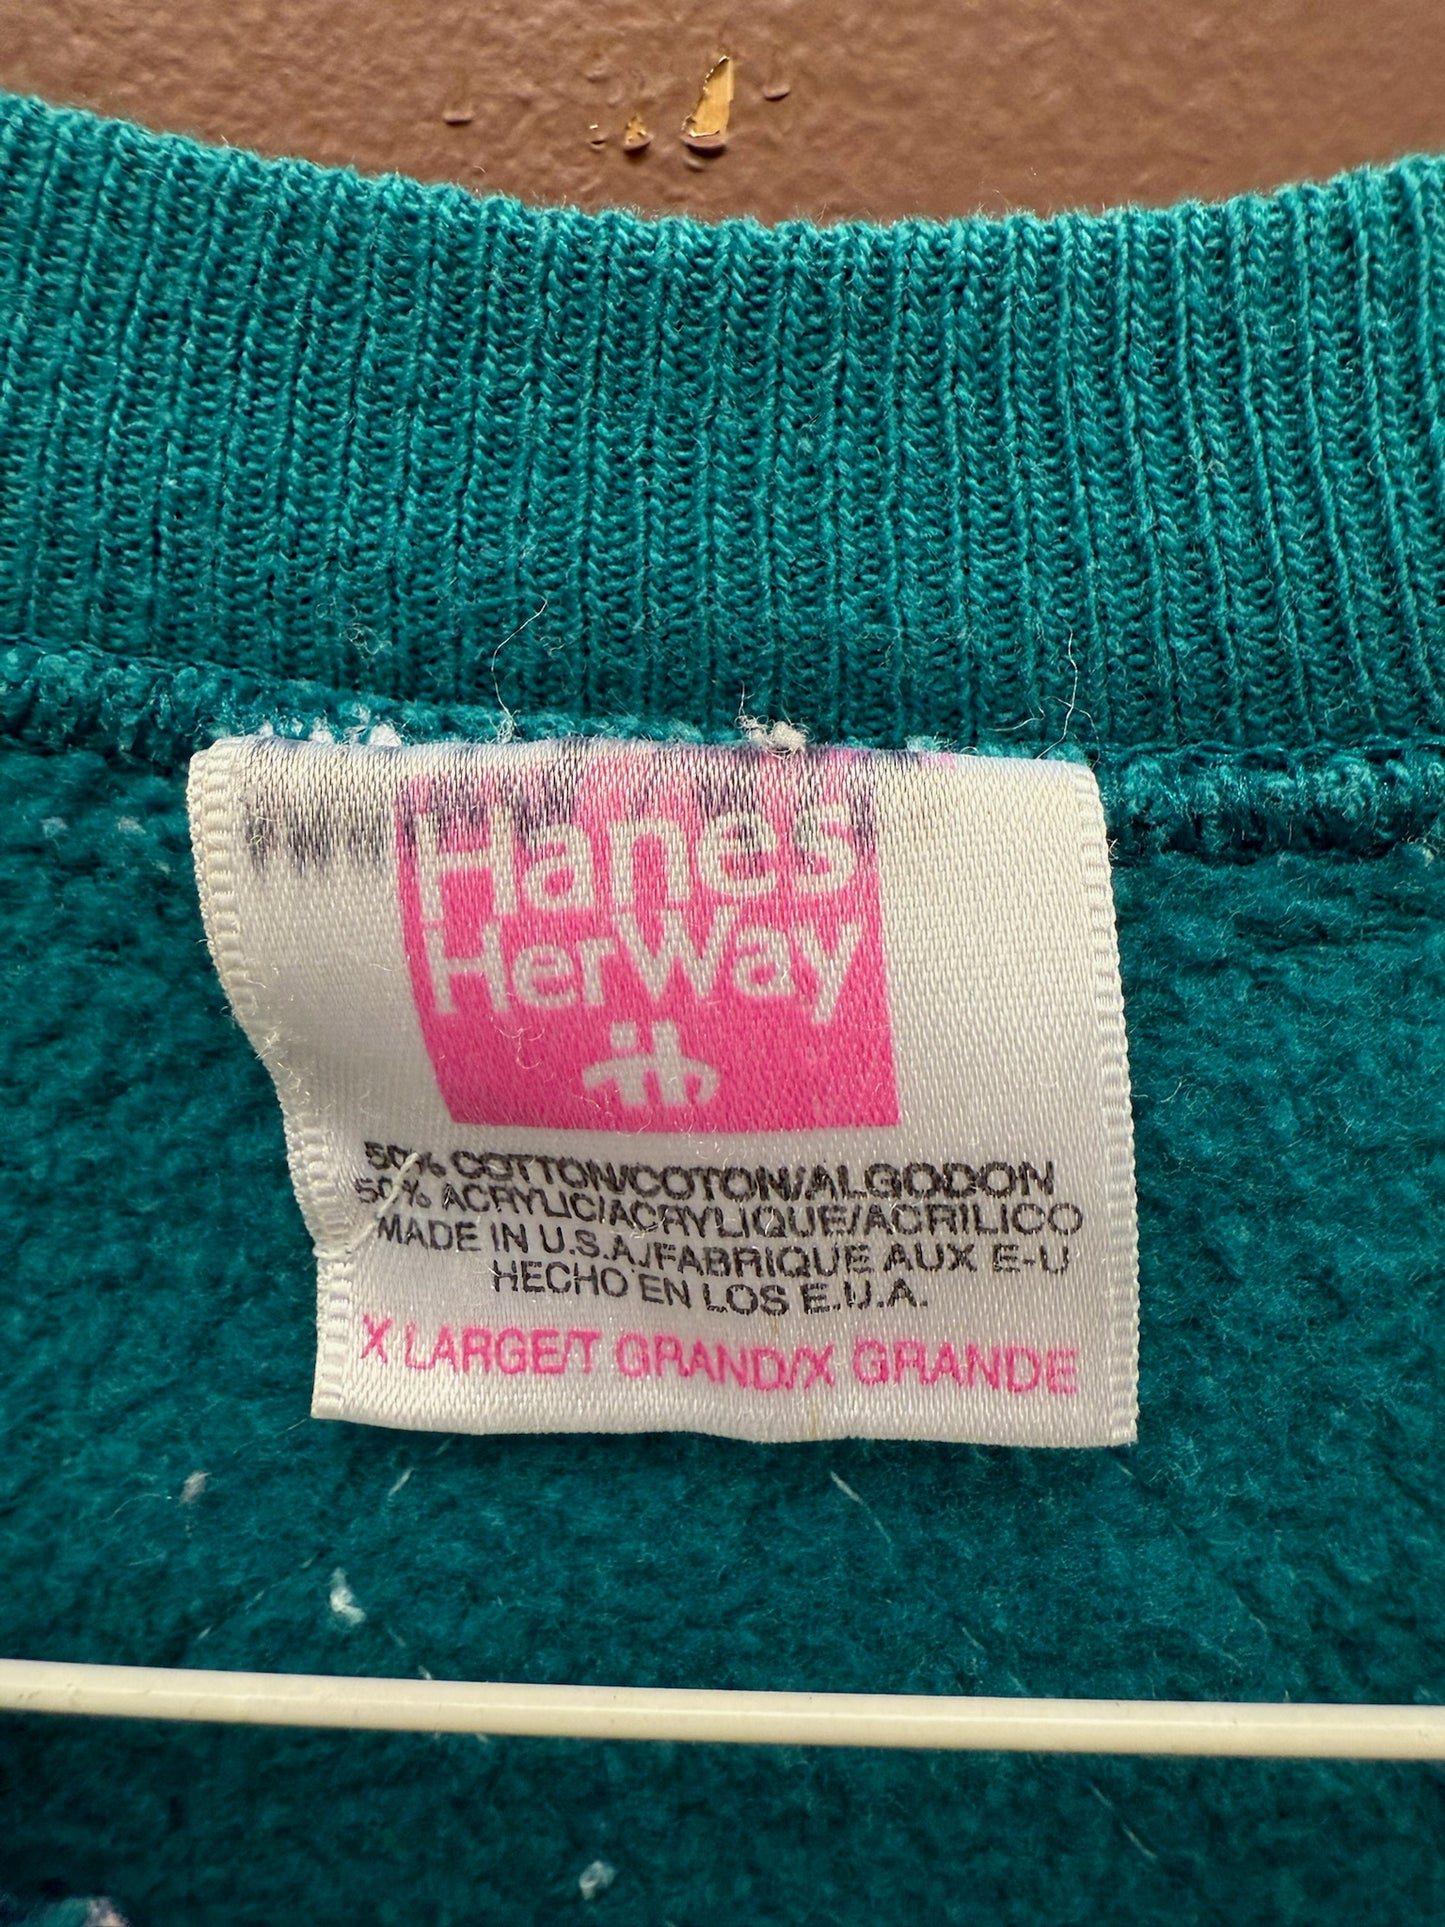 Hanes
HerWay
50% COTTON/COTON/ALGODON
50% ACRYLIC/ACRYLIQUE/ACRILICO
MADE IN U.S.A./FABRIQUE AUX E-U
HECHO EN LOS E.U.A.
X LARGE/T GRAND/X GRANDE